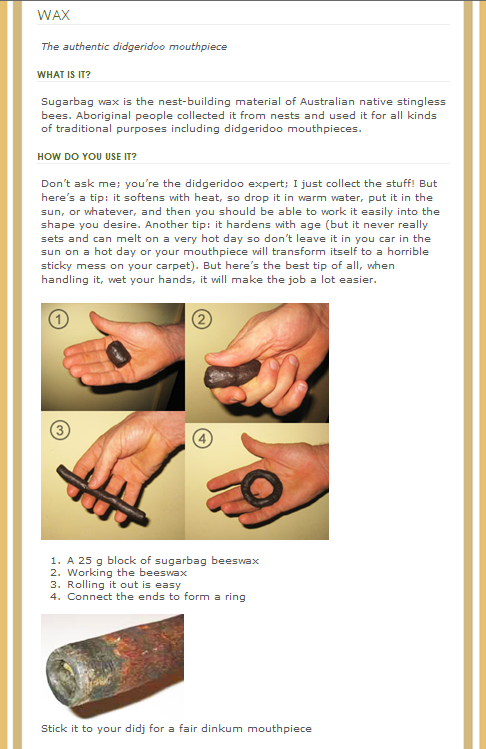 WAX
The authentic didgeridoo mouthpiece
WHAT IS IT?
Sugarbag wax is the nest-building material of Australian native stingless
bees. Aboriginal people collected it from nests and used it for all kinds
of traditional purposes including didgeridoo mouthpieces.
HOW DO YOU USE IT?
Don't ask me; you're the didgeridoo expert; I just collect the stuff! But
here's a tip: it softens with heat, so drop it in warm water, put it in the
sun, or whatever, and then you should be able to work it easily into the
shape you desire. Another tip: it hardens with age (but it never really
sets and can melt on a very hot day so don't leave it in you car in the
sun on a hot day or your mouthpiece will transform itself to a horrible
sticky mess on your carpet). But here's the best tip of all, when
handling it, wet your hands, it will make the job a lot easier.
1
2
3
4
1. A 25 g block of sugarbag beeswax
2. Working the beeswax
3. Rolling it out is easy
4. Connect the ends to form a ring
Stick it to your didj for a fair dinkum mouthpiece